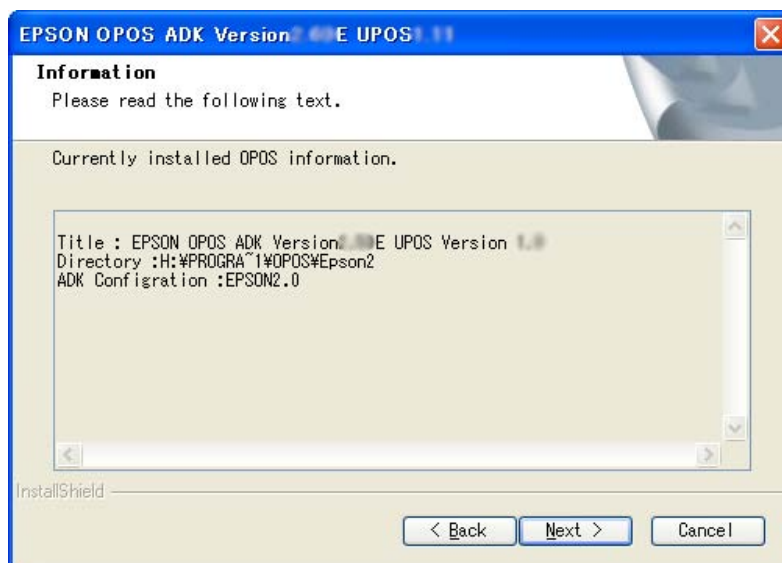 EPSON OPOS ADK Version E UPOS
Information
Please read the following text.
Currently installed OPOS information.
Title : EPSON OPOS ADK Version E UPOS Version
Directory :H:¥PROGRA~1¥OPOS¥Epson2
ADK Configration :EPSON2.0
InstallShield
< Back
Next >
Cancel